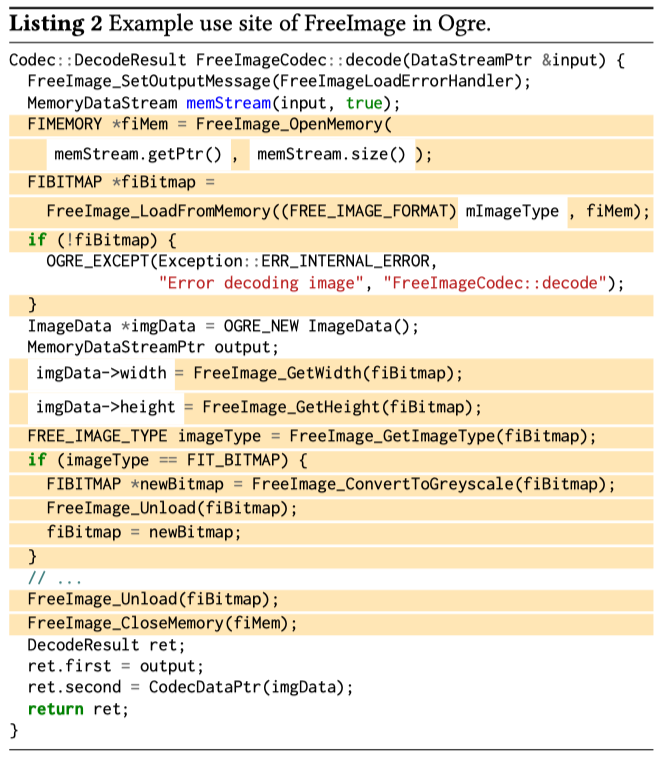 Listing 2 Example use site of FreeImage in Ogre.
Codec::DecodeResult FreeImageCodec::decode(DataStreamPtr &input) {
  FreeImage_SetOutputMessage(FreeImageLoadErrorHandler);
  MemoryDataStream memStream(input, true);
  FIMEMORY *fiMem = FreeImage_OpenMemory(
    memStream.getPtr() , memStream.size() );
  FIBITMAP *fiBitmap =
    FreeImage_LoadFromMemory((FREE_IMAGE_FORMAT) mImageType , fiMem);
  if (!fiBitmap) {
    OGRE_EXCEPT(Exception::ERR_INTERNAL_ERROR,
                "Error decoding image", "FreeImageCodec::decode");
  }
  ImageData *imgData = OGRE_NEW ImageData();
  MemoryDataStreamPtr output;
  imgData->width = FreeImage_GetWidth(fiBitmap);
  imgData->height = FreeImage_GetHeight(fiBitmap);
  FREE_IMAGE_TYPE imageType = FreeImage_GetImageType(fiBitmap);
  if (imageType == FIT_BITMAP) {
    FIBITMAP *newBitmap = FreeImage_ConvertToGreyscale(fiBitmap);
    FreeImage_Unload(fiBitmap);
    fiBitmap = newBitmap;
  }
  // ...
  FreeImage_Unload(fiBitmap);
  FreeImage_CloseMemory(fiMem);
  DecodeResult ret;
  ret.first = output;
  ret.second = CodecDataPtr(imgData);
  return ret;
}